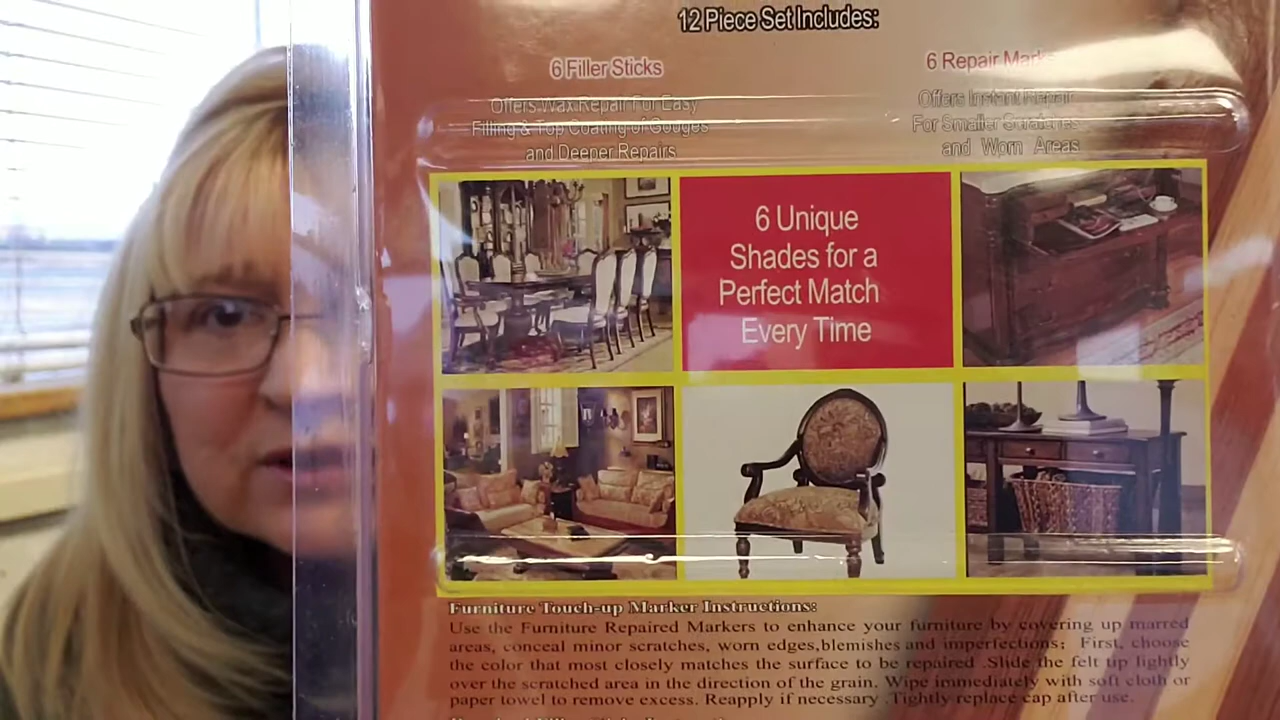 12 Piece Set Includes:
6 Filler Sticks
Offers Wax Repair For Easy
Filling & Top Coating of Gouges
and Deeper Repairs
6 Repair
Offers Instant Repair
For Smaller Scratches
and Worn Areas
6 Unique
Shades for a
Perfect Match
Every Time
Furniture Touch-up Marker Instructions:
Use the Furniture Repaired Markers to enhance your furniture by covering up marred
areas, conceal minor scratches, worn edges,blemishes and imperfections: First, choose
the color that most closely matches the surface to be repaired .Slide the felt up lightly
over the scratched area in the direction of the grain. Wipe immediately with soft cloth or
paper towel to remove excess. Reapply if necessary .Tightly replace cap after use.